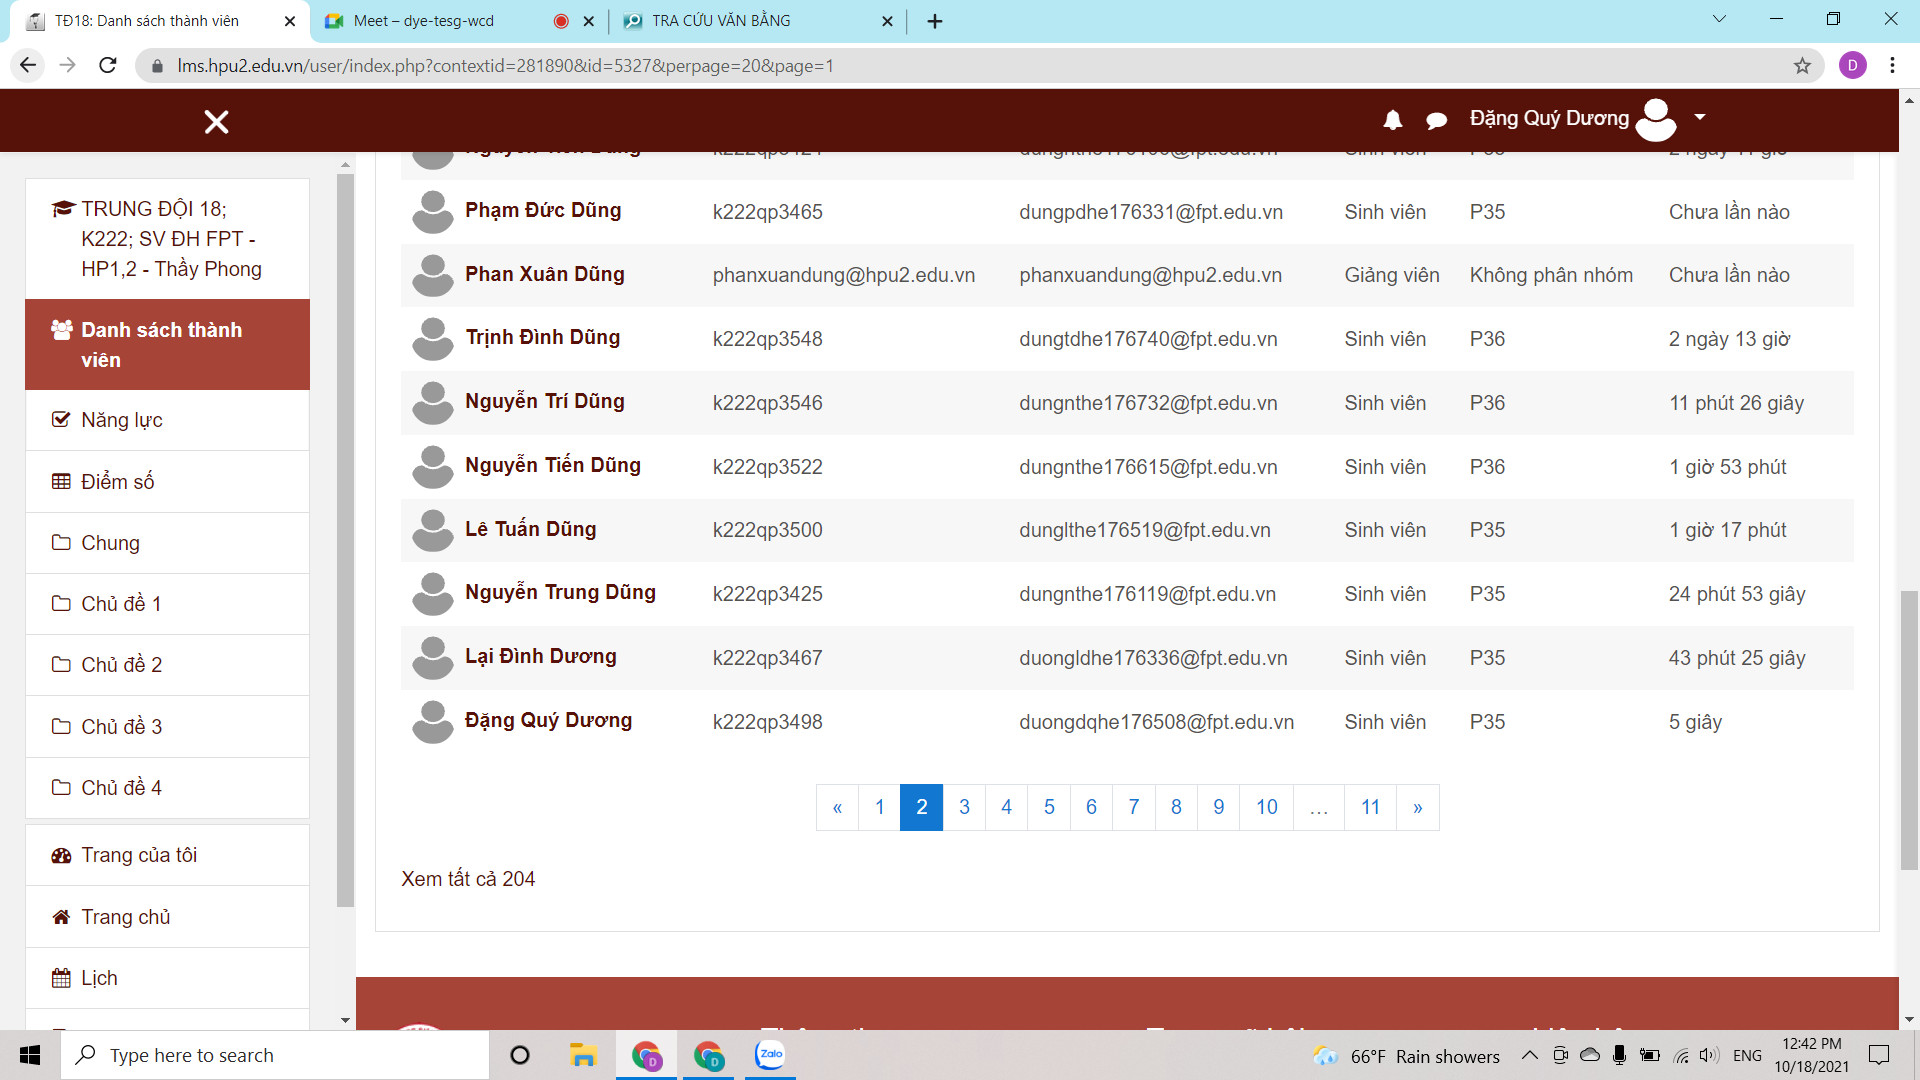 TĐ18: Danh sách thành viên
Meet – dye-tesg-wcd
TRA CỨU VĂN BẰNG
lms.hpu2.edu.vn/user/index.php?contextid=281890&id=5327&perpage=20&page=1
D
Đặng Quý Dương
TRUNG ĐỘI 18;
K222; SV ĐH FPT -
HP1,2 - Thầy Phong
Danh sách thành
viên
Năng lực
Điểm số
Chung
Chủ đề 1
Chủ đề 2
Chủ đề 3
Chủ đề 4
Trang của tôi
Trang chủ
Lịch
Phạm Đức Dũng k222qp3465 dungpdhe176331@fpt.edu.vn Sinh viên P35 Chưa lần nào
Phan Xuân Dũng phanxuandung@hpu2.edu.vn phanxuandung@hpu2.edu.vn Giảng viên Không phân nhóm Chưa lần nào
Trịnh Đình Dũng k222qp3548 dungtdhe176740@fpt.edu.vn Sinh viên P36 2 ngày 13 giờ
Nguyễn Trí Dũng k222qp3546 dungnthe176732@fpt.edu.vn Sinh viên P36 11 phút 26 giây
Nguyễn Tiến Dũng k222qp3522 dungnthe176615@fpt.edu.vn Sinh viên P36 1 giờ 53 phút
Lê Tuấn Dũng k222qp3500 dunglthe176519@fpt.edu.vn Sinh viên P35 1 giờ 17 phút
Nguyễn Trung Dũng k222qp3425 dungnthe176119@fpt.edu.vn Sinh viên P35 24 phút 53 giây
Lại Đình Dương k222qp3467 duongldhe176336@fpt.edu.vn Sinh viên P35 43 phút 25 giây
Đặng Quý Dương k222qp3498 duongdqhe176508@fpt.edu.vn Sinh viên P35 5 giây
« 1 2 3 4 5 6 7 8 9 10 … 11 »
Xem tất cả 204
Type here to search
Zalo
66°F Rain showers
ENG
12:42 PM
10/18/2021